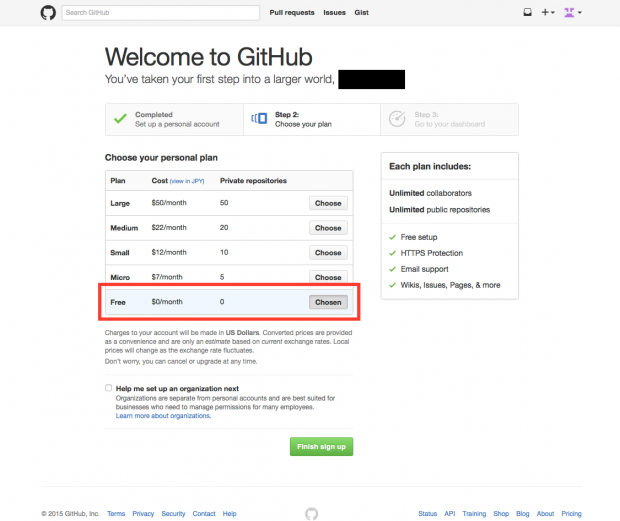 Search GitHub
Pull requests Issues Gist
Welcome to GitHub
You've taken your first step into a larger world,
Completed
Set up a personal account
Step 2:
Choose your plan
Step 3:
Go to your dashboard
Choose your personal plan
Plan Cost (view in JPY) Private repositories
Large $50/month 50 Choose
Medium $22/month 20 Choose
Small $12/month 10 Choose
Micro $7/month 5 Choose
Free $0/month 0 Chosen
Charges to your account will be made in US Dollars. Converted prices are provided
as a convenience and are only an estimate based on current exchange rates. Local
prices will change as the exchange rate fluctuates.
Don't worry, you can cancel or upgrade at any time.
Help me set up an organization next
Organizations are separate from personal accounts and are best suited for
businesses who need to manage permissions for many employees.
Learn more about organizations.
Finish sign up
Each plan includes:
Unlimited collaborators
Unlimited public repositories
Free setup
HTTPS Protection
Email support
Wikis, Issues, Pages, & more
© 2015 GitHub, Inc. Terms Privacy Security Contact Help
Status API Training Shop Blog About Pricing